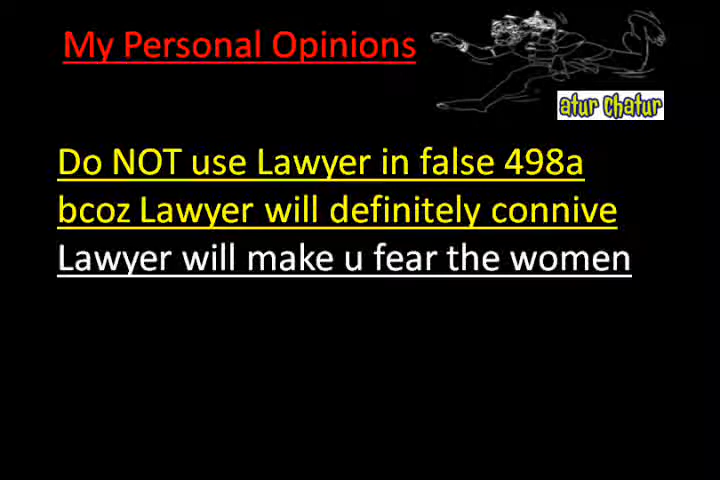 My Personal Opinions
atur chatur
Do NOT use Lawyer in false 498a
bcoz Lawyer will definitely connive
Lawyer will make u fear the women